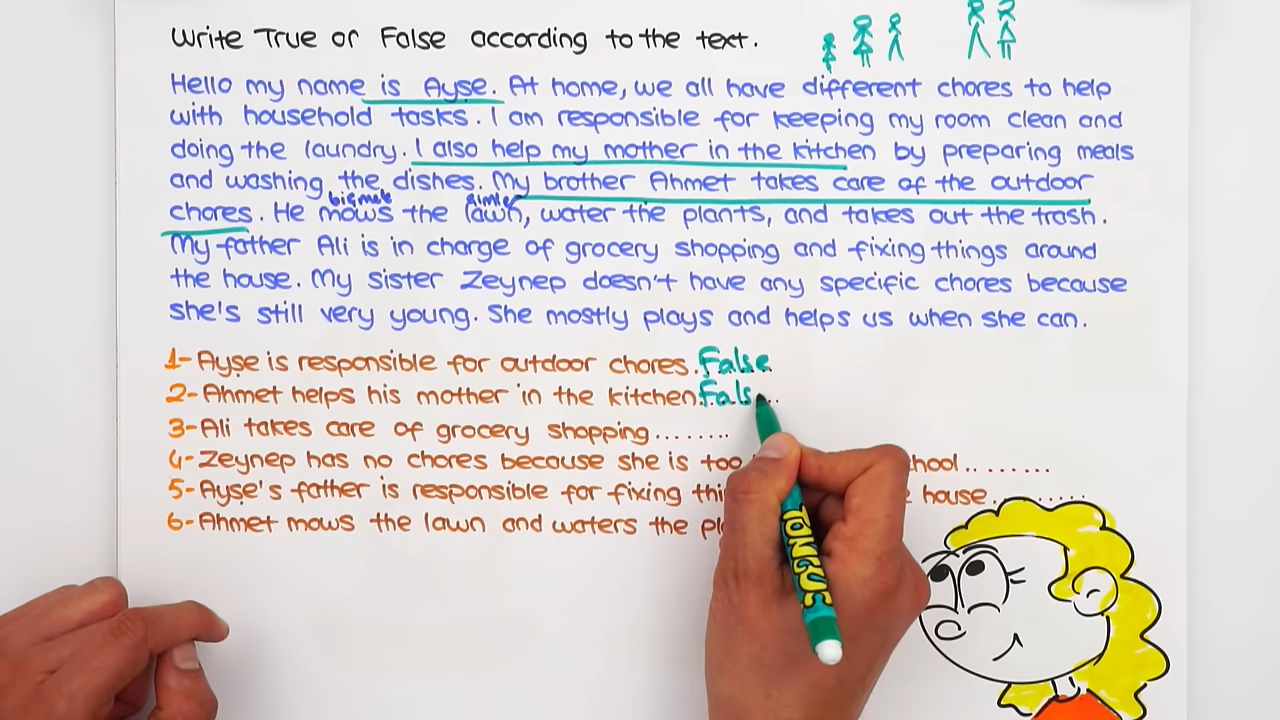 Write True or False according to the text.
Hello my name is Ayşe. At home, we all have different chores to help
with household tasks. I am responsible for keeping my room clean and
doing the laundry. I also help my mother in the kitchen by preparing meals
and washing the dishes. My brother Ahmet takes care of the outdoor
biçmek
chores. He mows the lawn, water the plants, and takes out the trash.
My father Ali is in charge of grocery shopping and fixing things around
the house. My sister Zeynep doesn't have any specific chores because
she's still very young. She mostly plays and helps us when she can.
1- Ayşe is responsible for outdoor chores. False
2- Ahmet helps his mother in the kitchen. Fals...
3- Ali takes care of grocery shopping........
4- Zeynep has no chores because she is too hool.........
5- Ayşe's father is responsible for fixing thi house..........
6- Ahmet mows the lawn and waters the pl
TONGUE